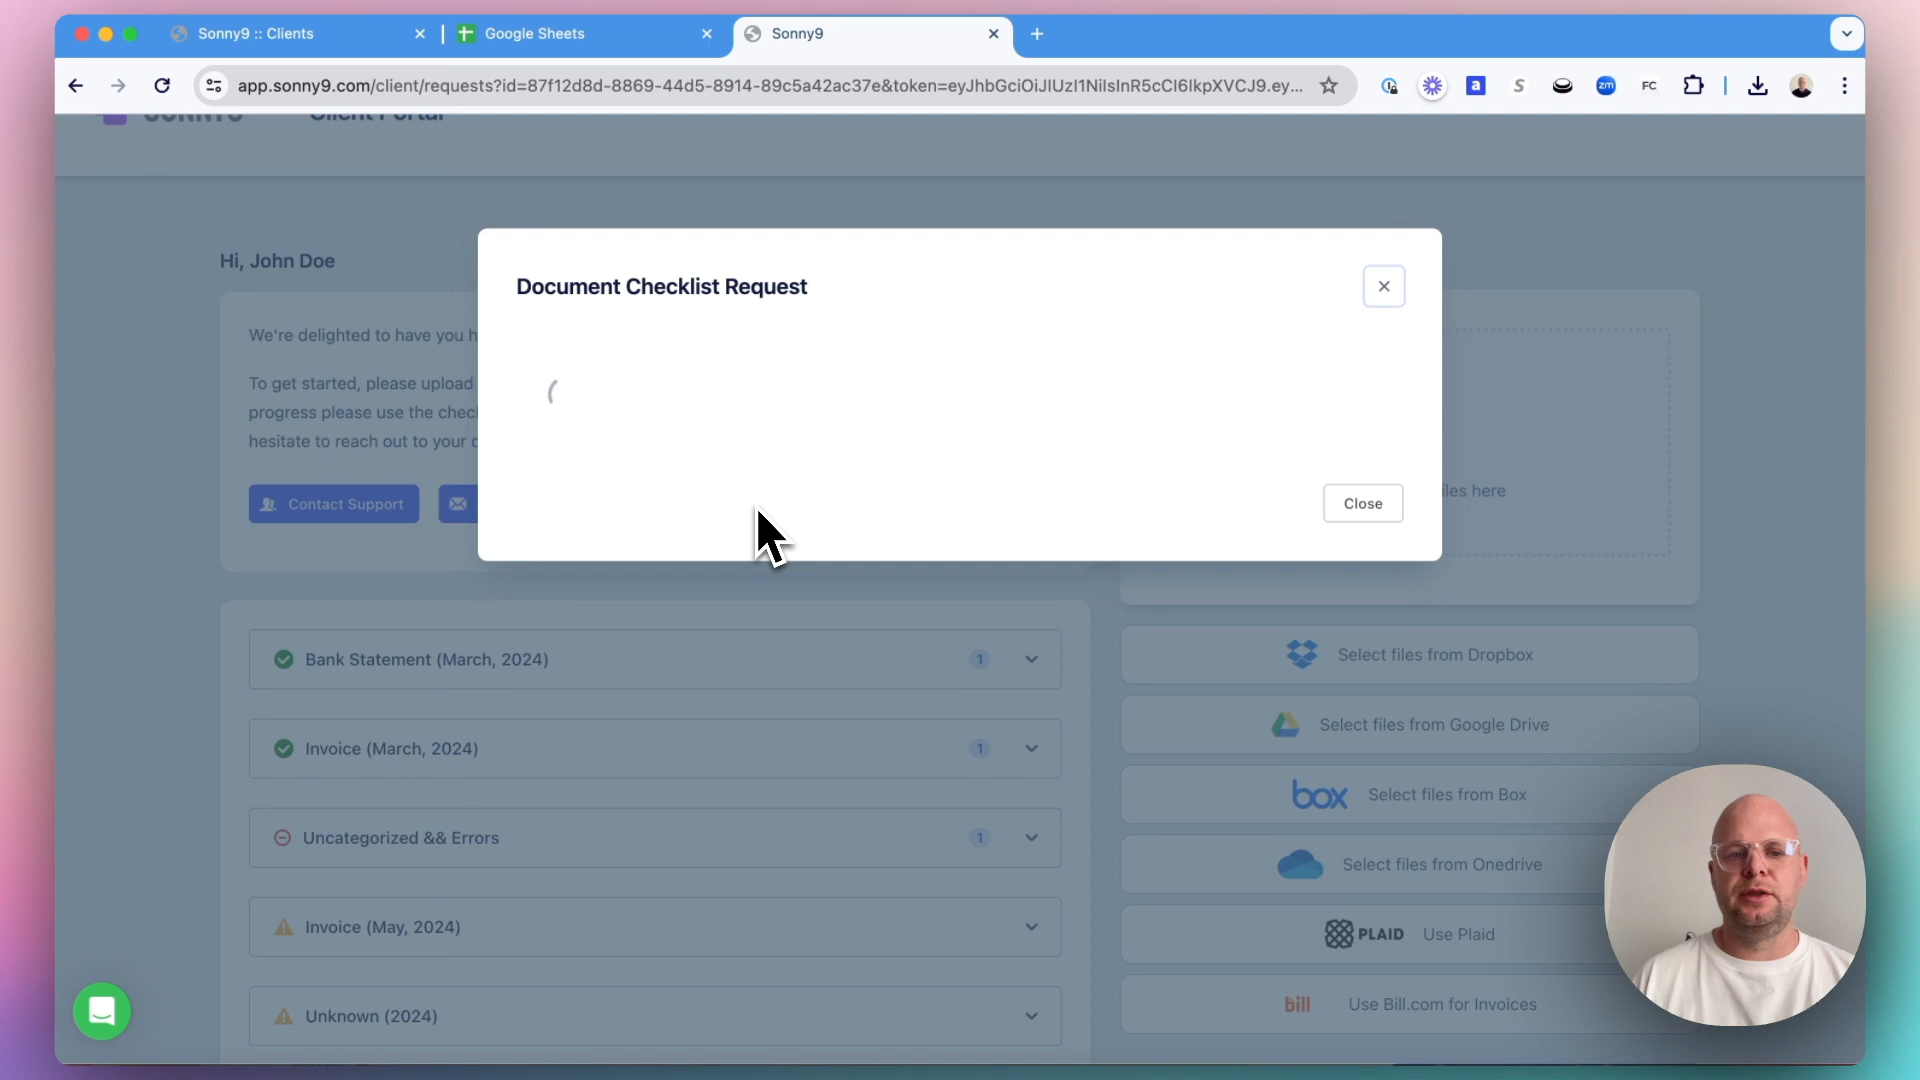 Sonny9 :: Clients
Google Sheets
Sonny9
app.sonny9.com/client/requests?id=87f12d8d-8869-44d5-8914-89c5a42ac37e&token=eyJhbGciOiJIUzI1NiIsInR5cCI6IkpXVCJ9.ey...
a
S
zm
FC
Client Portal
Hi, John Doe
Document Checklist Request
We're delighted to have you h
To get started, please upload
progress please use the chec
hesitate to reach out to your
Contact Support
Close
iles here
Bank Statement (March, 2024)
1
Invoice (March, 2024)
1
Uncategorized && Errors
1
Invoice (May, 2024)
Unknown (2024)
Select files from Dropbox
Select files from Google Drive
box
Select files from Box
Select files from Onedrive
PLAID
Use Plaid
bill
Use Bill.com for Invoices